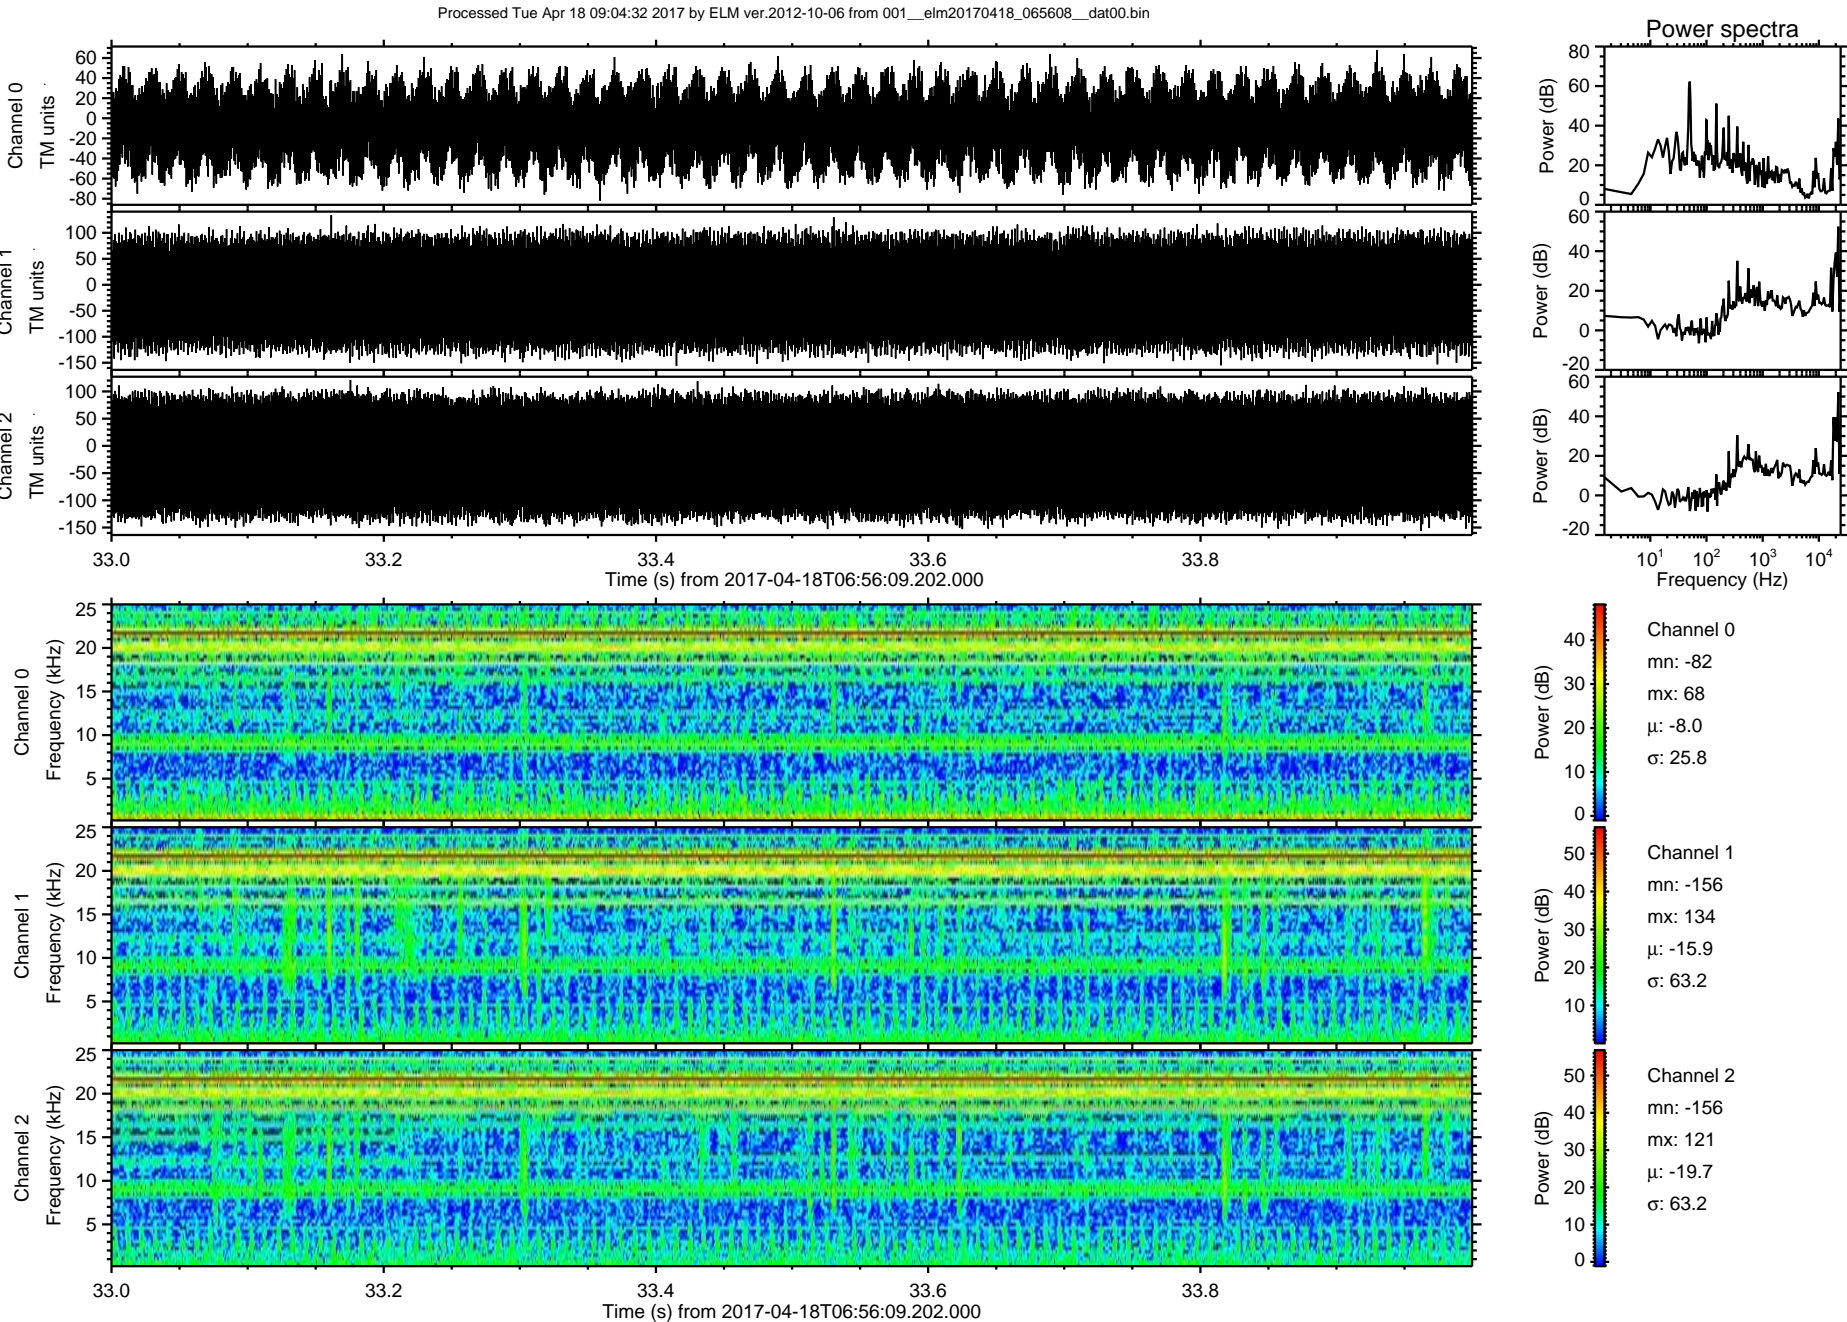 Processed Tue Apr 18 09:04:32 2017 by ELM ver.2012-10-06 from 001__elm20170418_065608__dat00.bin
Power spectra
Channel 0
TM units
60
40
20
0
-20
-40
-60
-80
Power (dB)
80
60
40
20
0
Channel 1
TM units
100
50
0
-50
-100
-150
Power (dB)
60
40
20
0
-20
Channel 2
TM units
100
50
0
-50
-100
-150
Power (dB)
60
40
20
0
-20
33.0 33.2 33.4 33.6 33.8
Time (s) from 2017-04-18T06:56:09.202.000
10¹ 10² 10³ 10⁴
Frequency (Hz)
Channel 0
Frequency (kHz)
25
20
15
10
5
Power (dB)
40
30
20
10
0
Channel 0
mn: -82
mx: 68
μ: -8.0
σ: 25.8
Channel 1
Frequency (kHz)
25
20
15
10
5
Power (dB)
50
40
30
20
10
Channel 1
mn: -156
mx: 134
μ: -15.9
σ: 63.2
Channel 2
Frequency (kHz)
25
20
15
10
5
Power (dB)
50
40
30
20
10
0
Channel 2
mn: -156
mx: 121
μ: -19.7
σ: 63.2
33.0 33.2 33.4 33.6 33.8
Time (s) from 2017-04-18T06:56:09.202.000